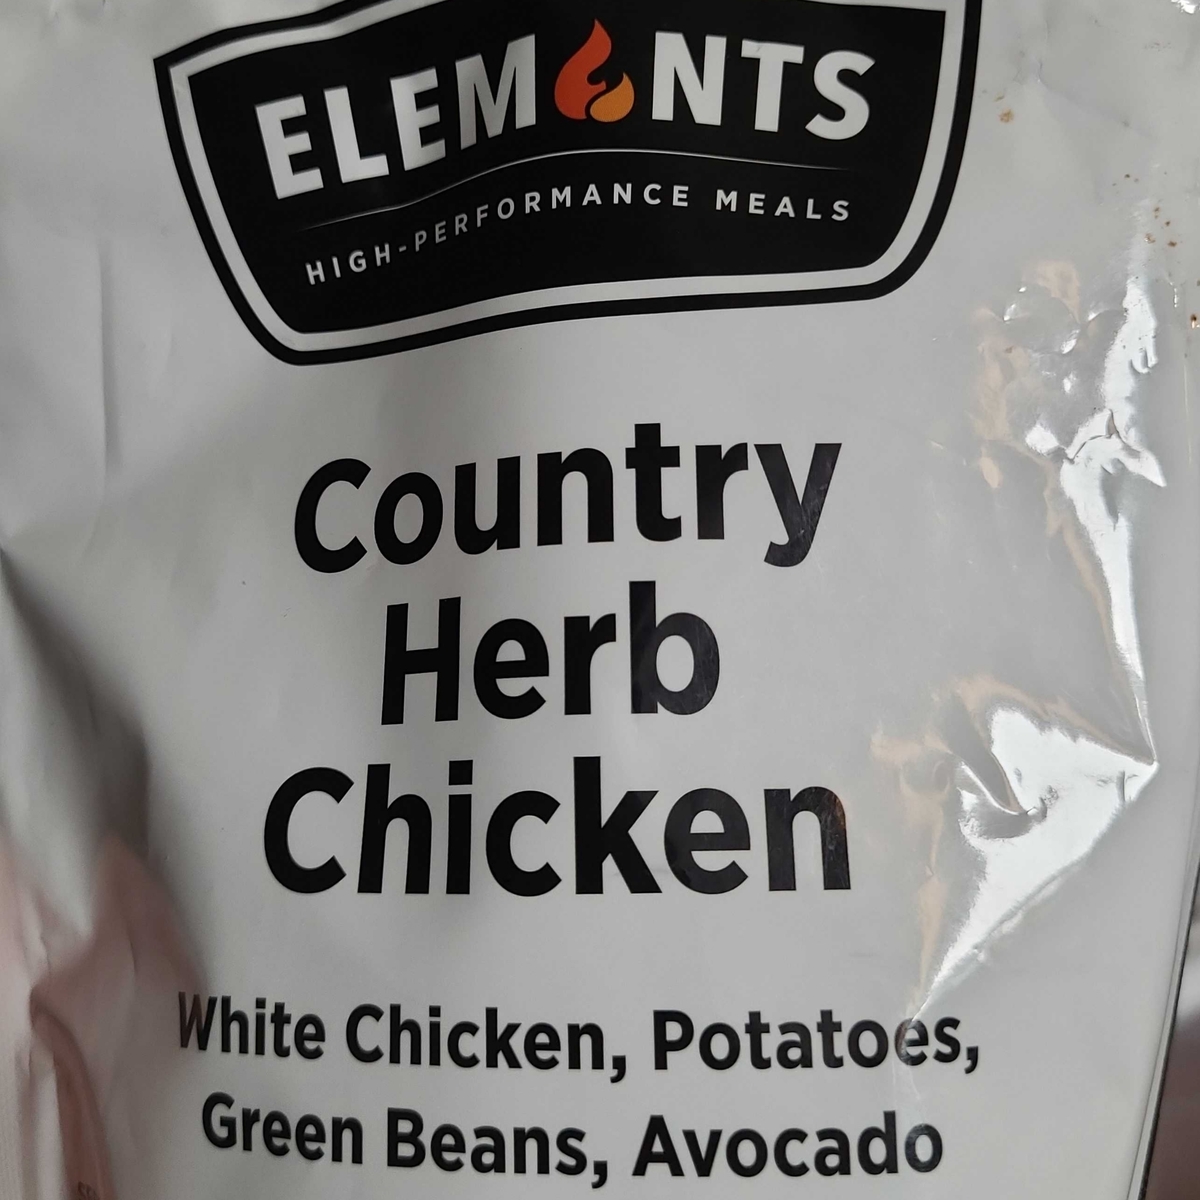 ELEMENTS
HIGH-PERFORMANCE MEALS
Country
Herb
Chicken
White Chicken, Potatoes,
Green Beans, Avocado